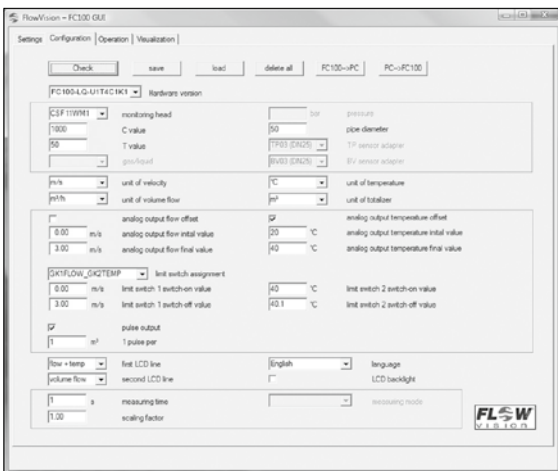 FlowVision - FC100 GUI
Settings Configuration Operation Visualization
Check save load delete all FC100->PC PC->FC100
FC100-LQ-U1T4C1K1 Hardware version
CSF11WM1 monitoring head bar pressure
1000 C value 50 pipe diameter
50 T value TP03 (DN25) TP sensor adapter
gas/liquid BV03 (DN25) BV sensor adapter
m/s unit of velocity °C unit of temperature
m³/h unit of volume flow m³ unit of totalizer
analog output flow offset analog output temperature offset
0.00 m/s analog output flow inital value 20 °C analog output temperature inital value
3.00 m/s analog output flow final value 40 °C analog output temperature final value
GK1FLOW_GK2TEMP limit switch assignment
0.00 m/s limit switch 1 switch-on value 40 °C limit switch 2 switch-on value
3.00 m/s limit switch 1 switch-off value 40.1 °C limit switch 2 switch-off value
pulse output
1 m³ 1 pulse per
flow + temp first LCD line English language
volume flow second LCD line LCD backlight
1 s measuring time measuring mode
1.00 scaling factor
FLOW
VISION